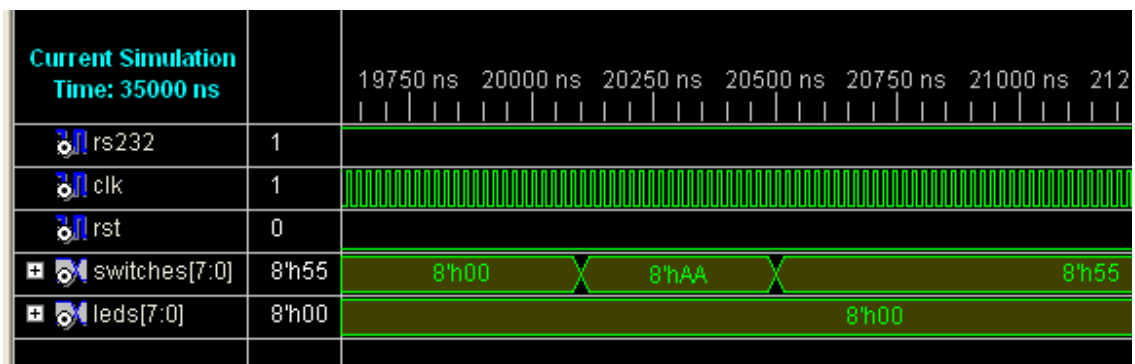 Current Simulation
Time: 35000 ns
19750 ns 20000 ns 20250 ns 20500 ns 20750 ns 21000 ns 212
rs232 1
clk 1
rst 0
switches[7:0] 8'h55 8'h00 8'hAA 8'h55
leds[7:0] 8'h00 8'h00